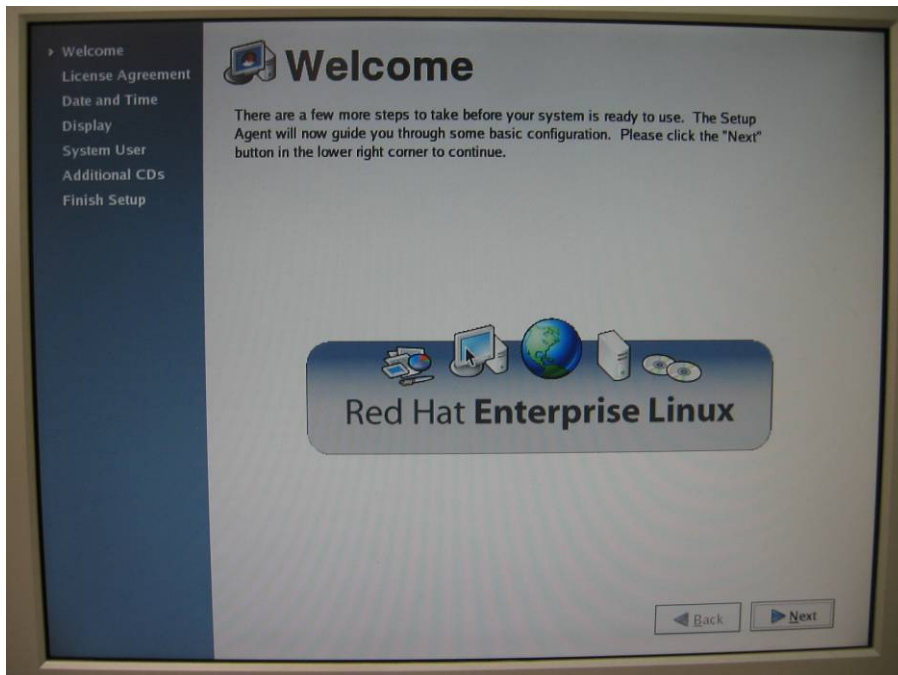 Welcome
License Agreement
Date and Time
Display
System User
Additional CDs
Finish Setup
Welcome
There are a few more steps to take before your system is ready to use. The Setup
Agent will now guide you through some basic configuration. Please click the "Next"
button in the lower right corner to continue.
Red Hat Enterprise Linux
Back
Next